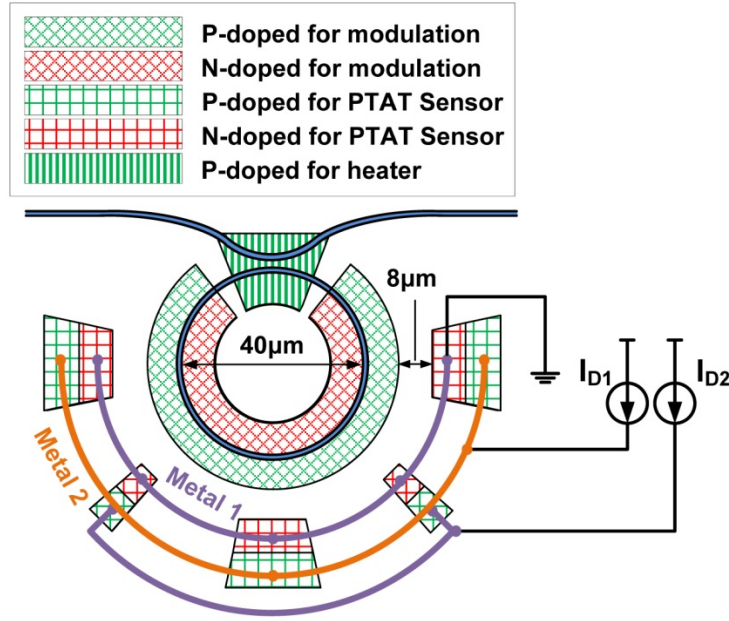 P-doped for modulation
N-doped for modulation
P-doped for PTAT Sensor
N-doped for PTAT Sensor
P-doped for heater
8µm
40µm
I_D1
I_D2
Metal 2
Metal 1